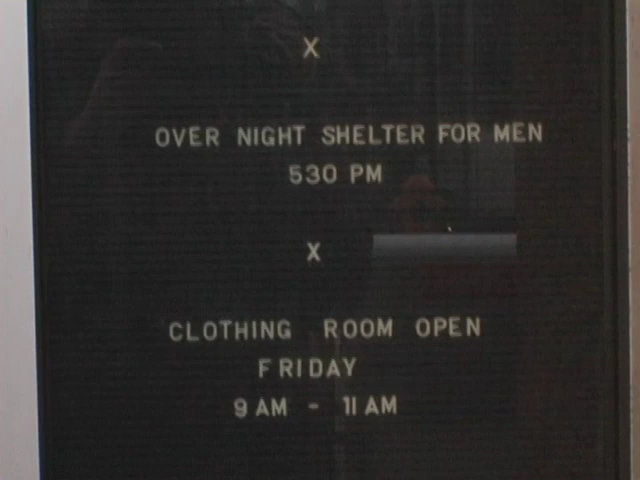 X
OVER NIGHT SHELTER FOR MEN
530 PM
X
CLOTHING ROOM OPEN
FRIDAY
9 AM - 11 AM